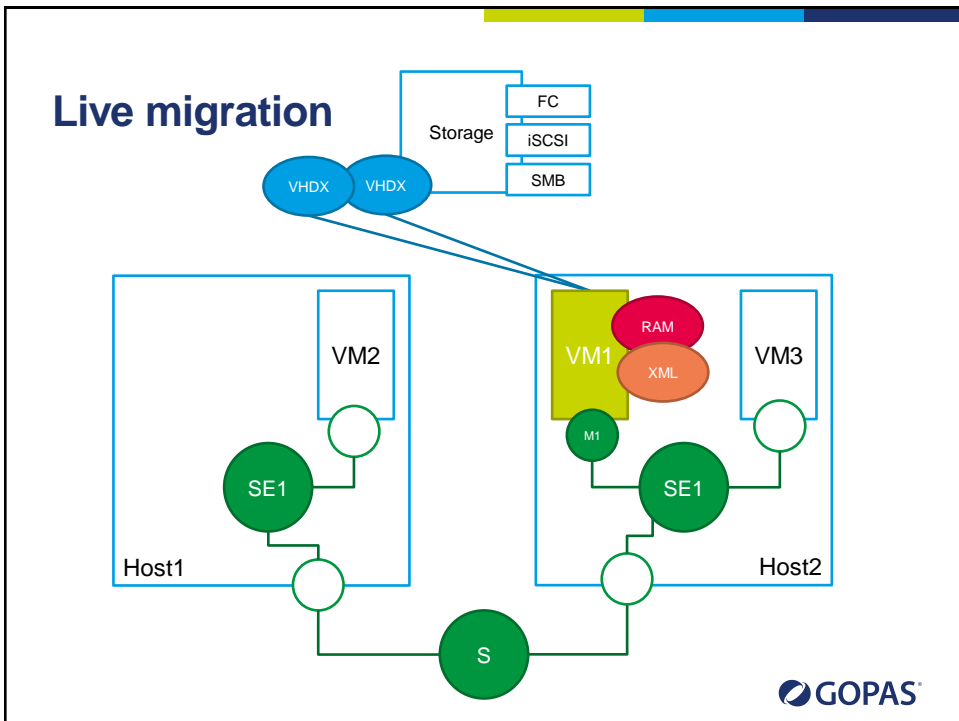 Live migration
Storage
FC
iSCSI
SMB
VHDX
VHDX
VM2
SE1
Host1
VM1
RAM
XML
VM3
M1
SE1
Host2
S
GOPAS